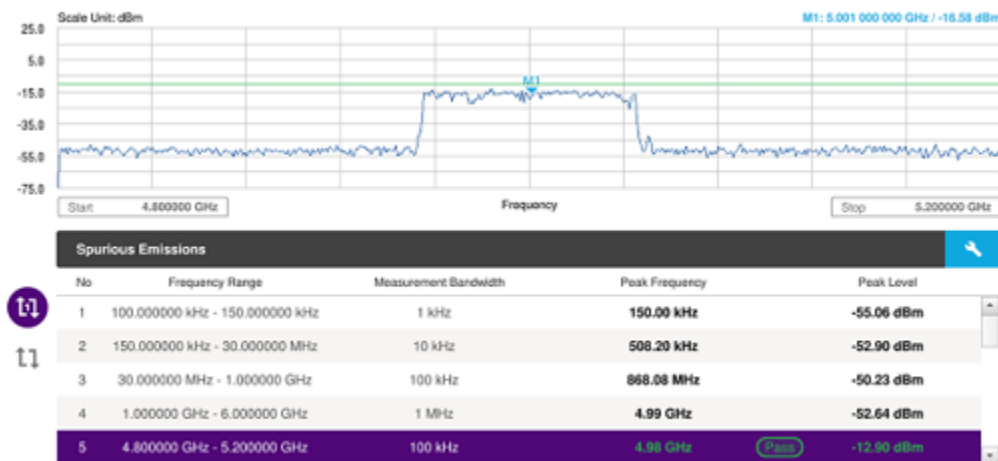 Scale Unit: dBm M1: 5.001 000 000 GHz / -16.58 dBm
25.0
5.0
M1
-15.0
-35.0
-55.0
-75.0
Start 4.800000 GHz Frequency Stop 5.200000 GHz
Spurious Emissions
No Frequency Range Measurement Bandwidth Peak Frequency Peak Level
1 100.000000 kHz - 150.000000 kHz 1 kHz 150.00 kHz -55.06 dBm
2 150.000000 kHz - 30.000000 MHz 10 kHz 508.20 kHz -52.90 dBm
3 30.000000 MHz - 1.000000 GHz 100 kHz 868.08 MHz -50.23 dBm
4 1.000000 GHz - 6.000000 GHz 1 MHz 4.99 GHz -52.64 dBm
5 4.800000 GHz - 5.200000 GHz 100 kHz 4.98 GHz Pass -12.90 dBm